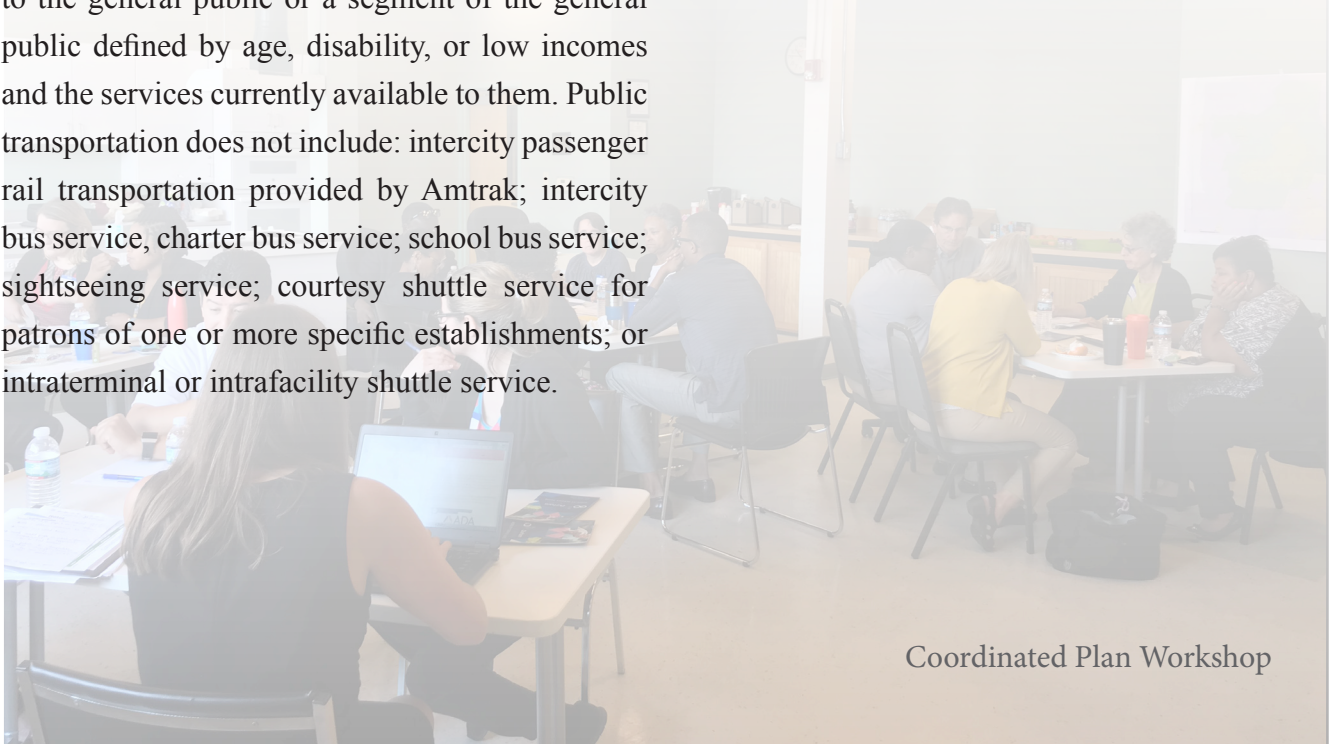 to the general public or a segment of the general
public defined by age, disability, or low incomes
and the services currently available to them. Public
transportation does not include: intercity passenger
rail transportation provided by Amtrak; intercity
bus service, charter bus service; school bus service;
sightseeing service; courtesy shuttle service for
patrons of one or more specific establishments; or
intraterminal or intrafacility shuttle service.
Coordinated Plan Workshop